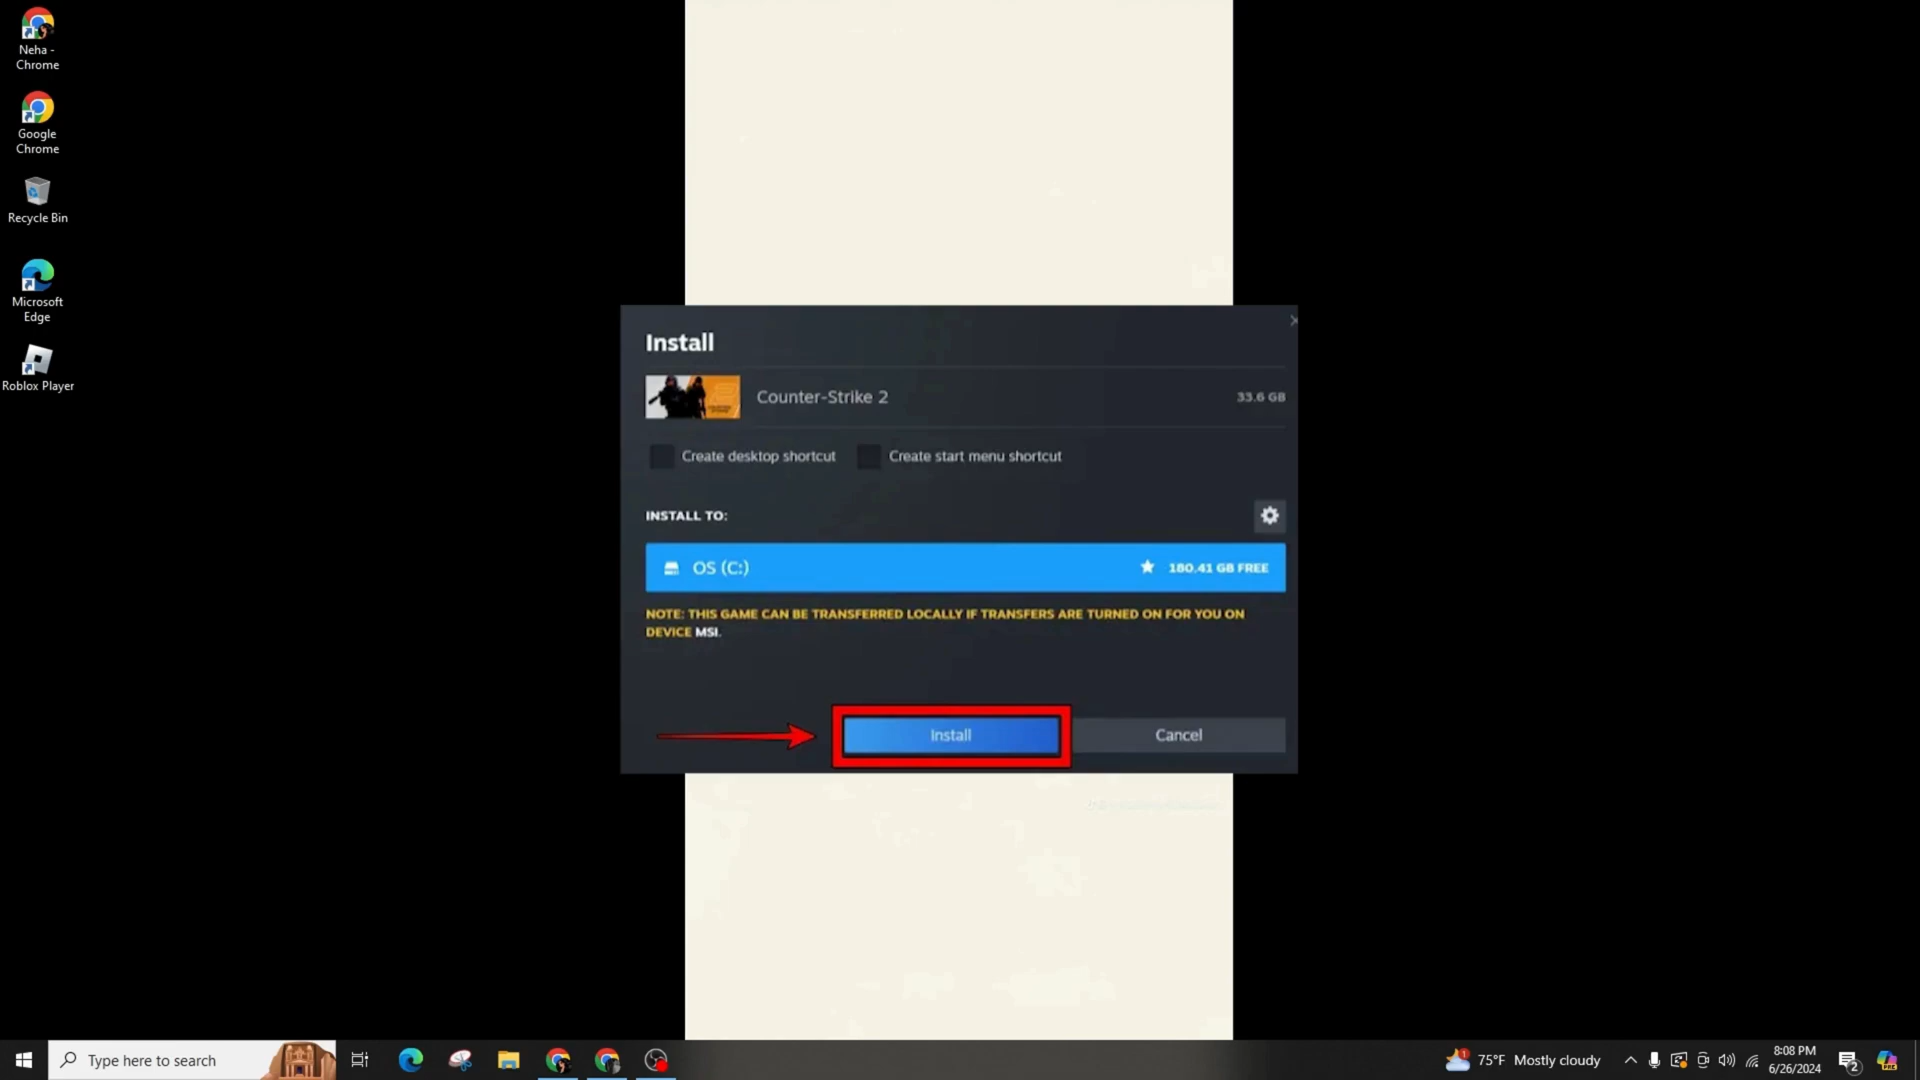 Neha -
Chrome
Google
Chrome
Recycle Bin
Microsoft
Edge
Roblox Player
Install
Counter-Strike 2
33.6 GB
Create desktop shortcut
Create start menu shortcut
INSTALL TO:
OS (C:)
180.41 GB FREE
NOTE: THIS GAME CAN BE TRANSFERRED LOCALLY IF TRANSFERS ARE TURNED ON FOR YOU ON
DEVICE MSI.
Install
Cancel
Type here to search
1
75°F Mostly cloudy
8:08 PM
6/26/2024
2
PRE